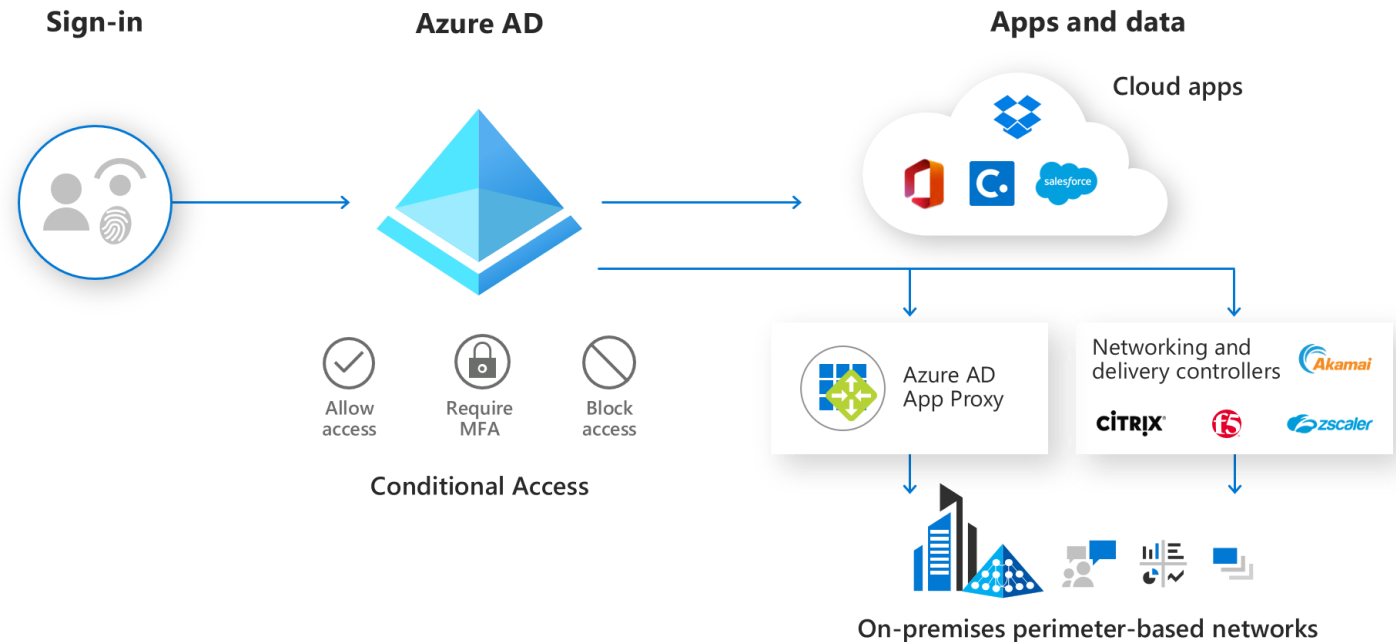 Sign-in
Azure AD
Apps and data
Cloud apps
C.
salesforce
Allow
access
Require
MFA
Block
access
Conditional Access
Azure AD
App Proxy
Networking and
delivery controllers
Akamai
CITRIX®
f5
zscaler
On-premises perimeter-based networks